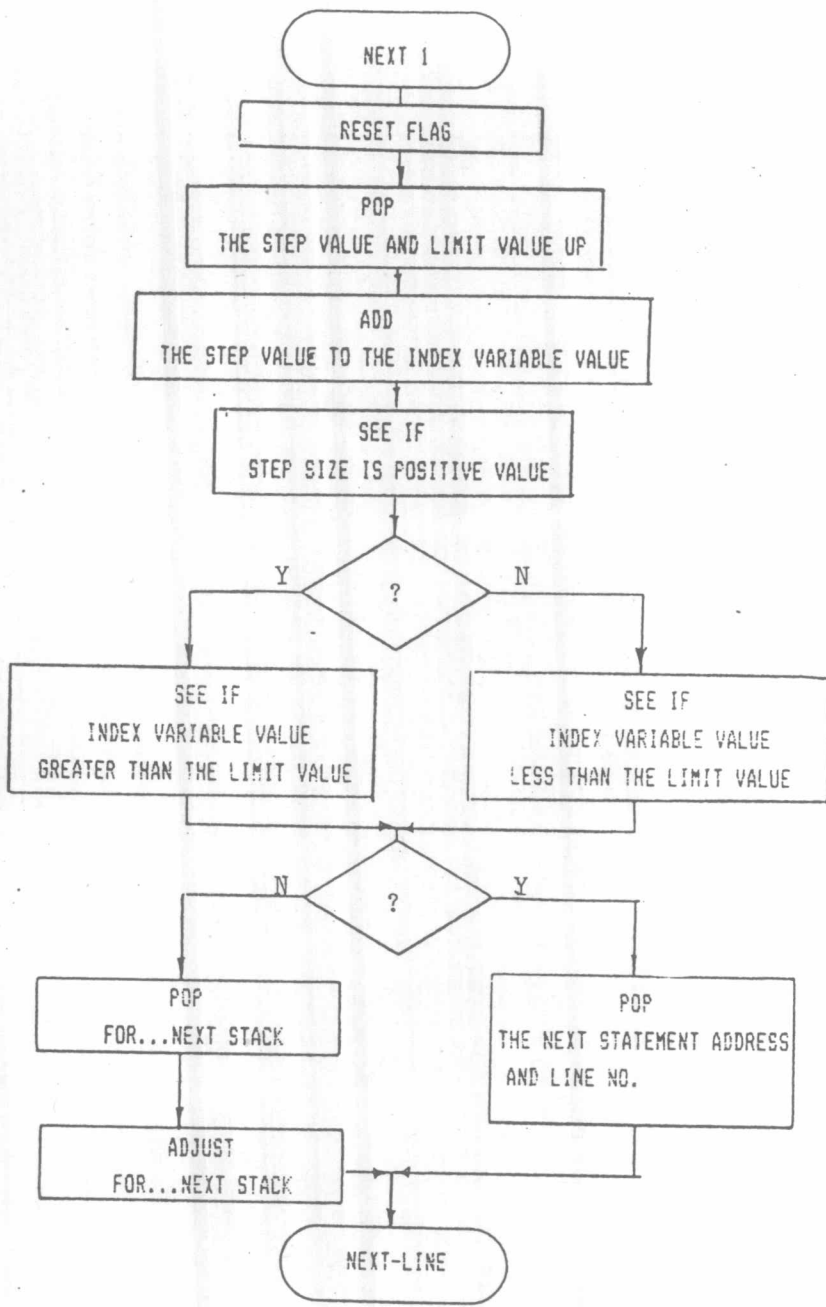 NEXT 1
RESET FLAG
POP
THE STEP VALUE AND LIMIT VALUE UP
ADD
THE STEP VALUE TO THE INDEX VARIABLE VALUE
SEE IF
STEP SIZE IS POSITIVE VALUE
Y
?
N
SEE IF
INDEX VARIABLE VALUE
GREATER THAN THE LIMIT VALUE
SEE IF
INDEX VARIABLE VALUE
LESS THAN THE LIMIT VALUE
N
?
Y
POP
FOR...NEXT STACK
POP
THE NEXT STATEMENT ADDRESS
AND LINE NO.
ADJUST
FOR...NEXT STACK
NEXT-LINE